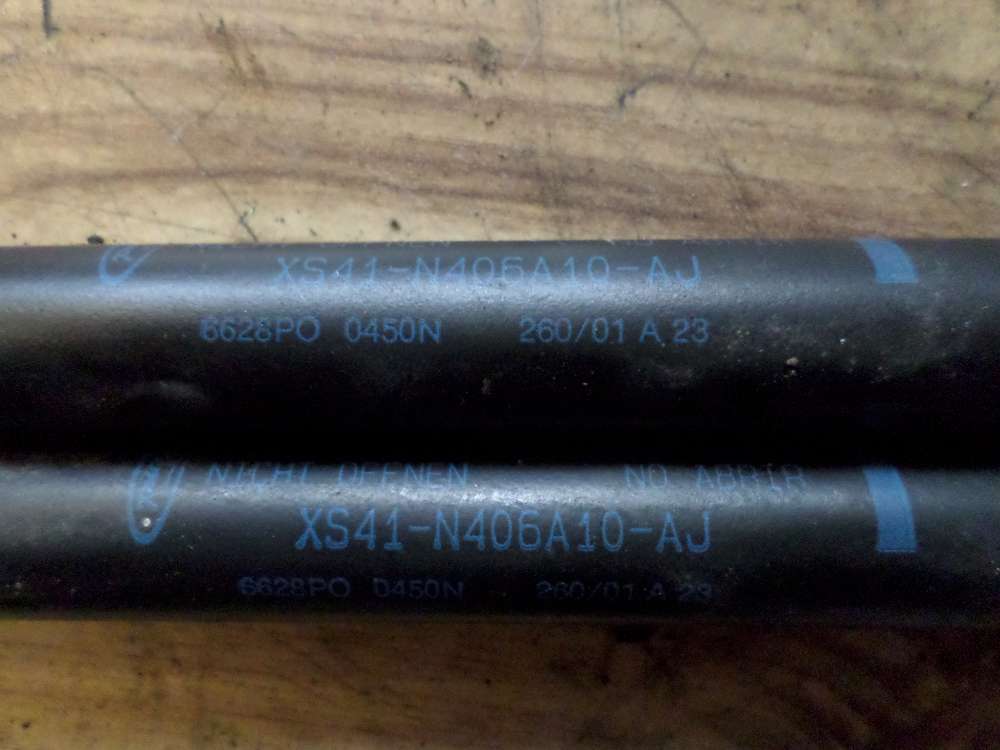 XS41-N406A10-AJ
6628PO 0450N 260/01 A 23
NICHT ÖFFNEN NO ABRIR
XS41-N406A10-AJ
6628PO 0450N 260/01 A 23